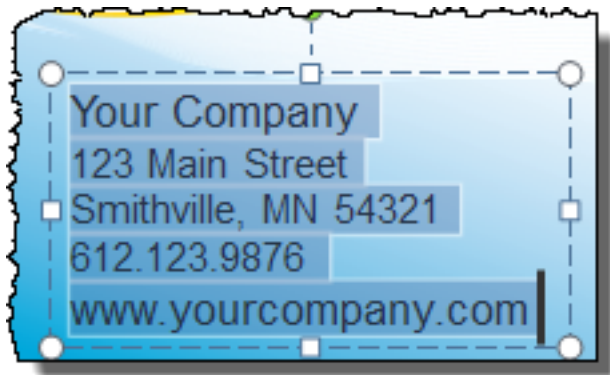 Your Company
123 Main Street
Smithville, MN 54321
612.123.9876
www.yourcompany.com